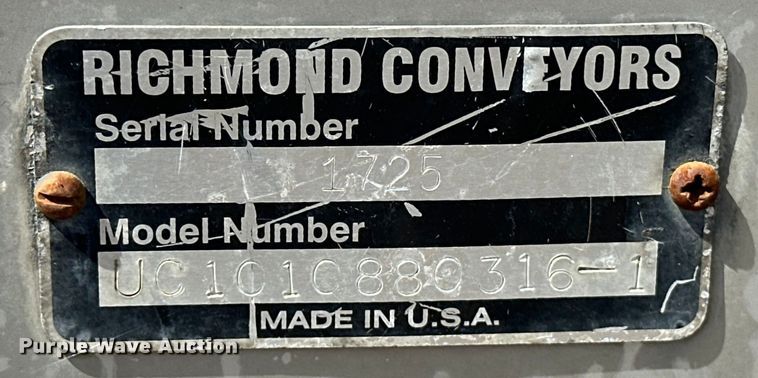 RICHMOND CONVEYORS
Serial Number
1725
Model Number
UC1010880316-1
MADE IN U.S.A.
Purple Wave Auction